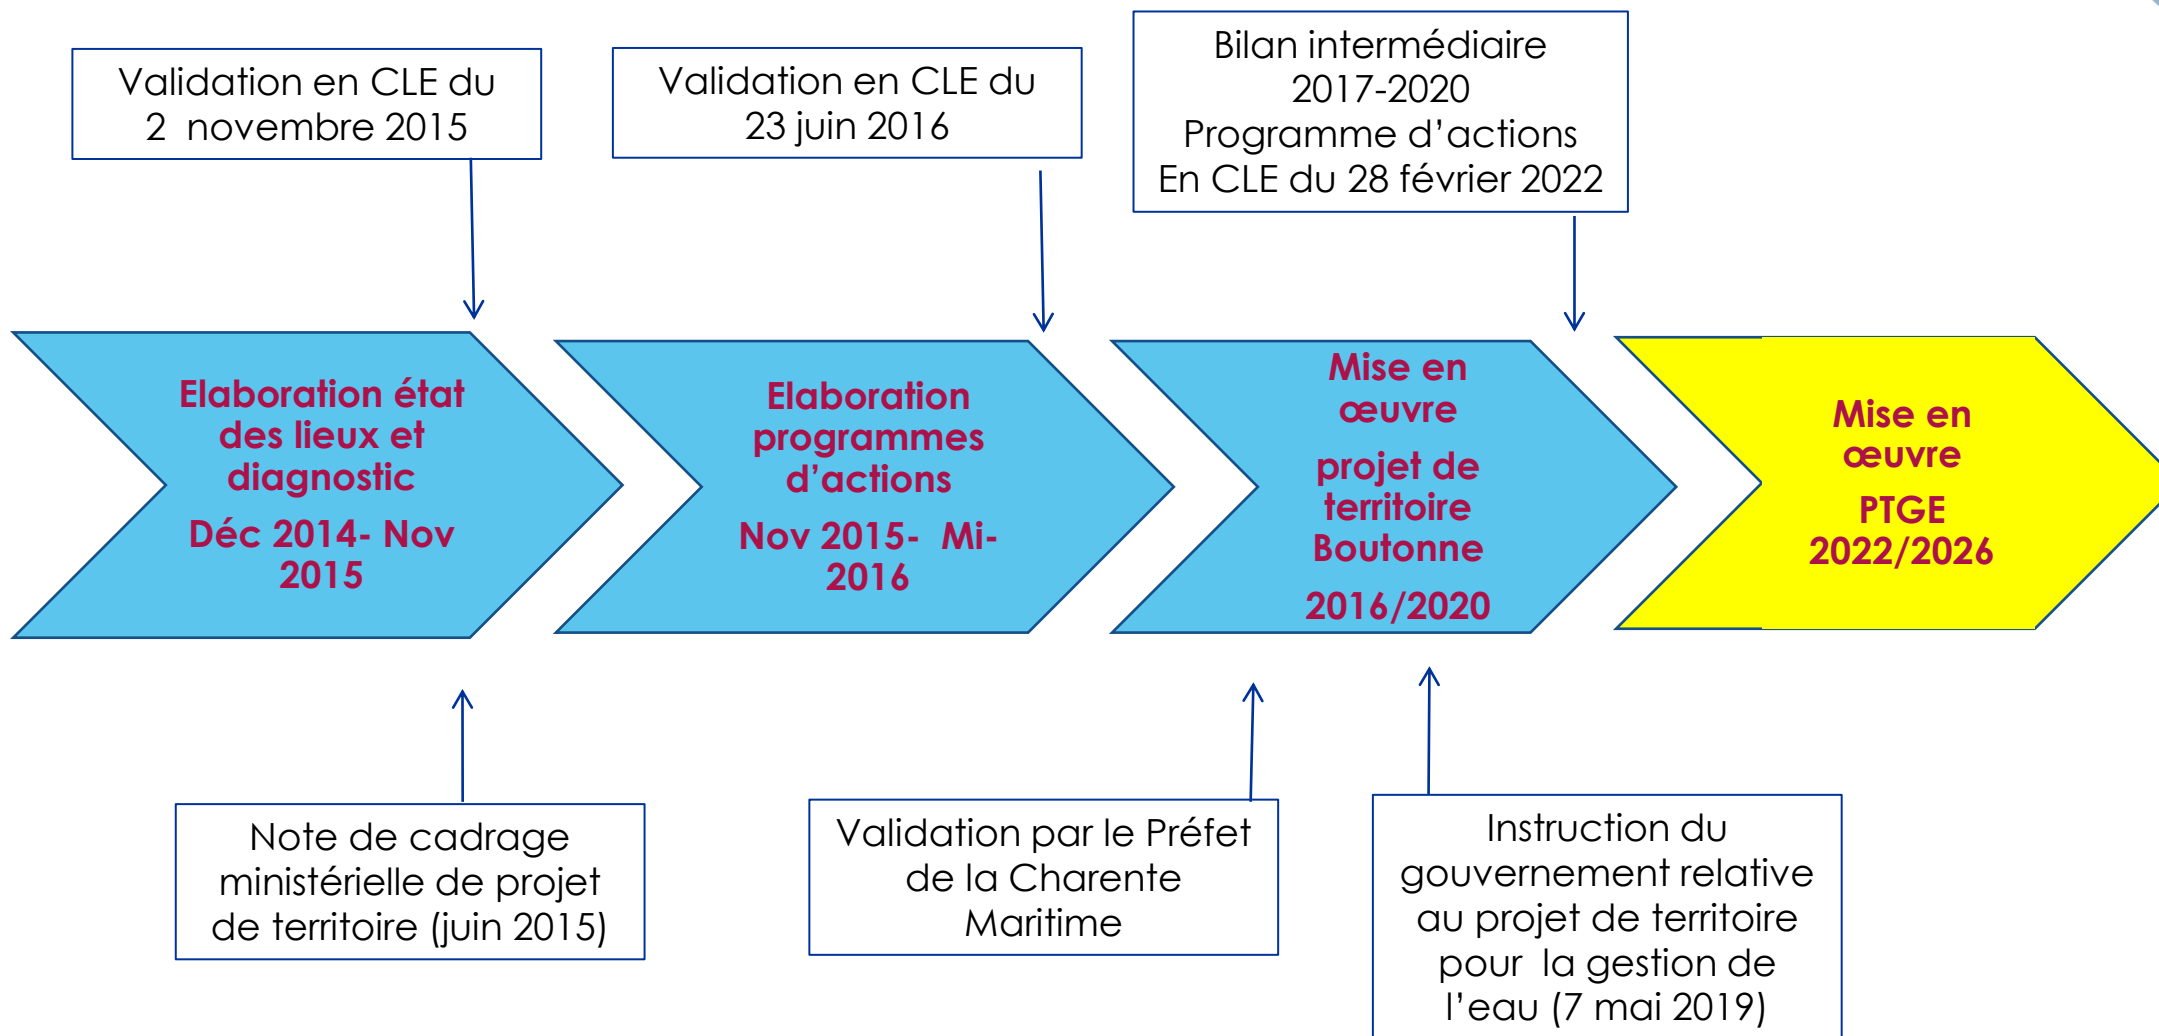 Validation en CLE du
2 novembre 2015
Validation en CLE du
23 juin 2016
Bilan intermédiaire
2017-2020
Programme d’actions
En CLE du 28 février 2022
Elaboration état
des lieux et
diagnostic
Déc 2014- Nov
2015
Elaboration
programmes
d’actions
Nov 2015- Mi-
2016
Mise en
œuvre
projet de
territoire
Boutonne
2016/2020
Mise en
œuvre
PTGE
2022/2026
Note de cadrage
ministérielle de projet
de territoire (juin 2015)
Validation par le Préfet
de la Charente
Maritime
Instruction du
gouvernement relative
au projet de territoire
pour la gestion de
l’eau (7 mai 2019)